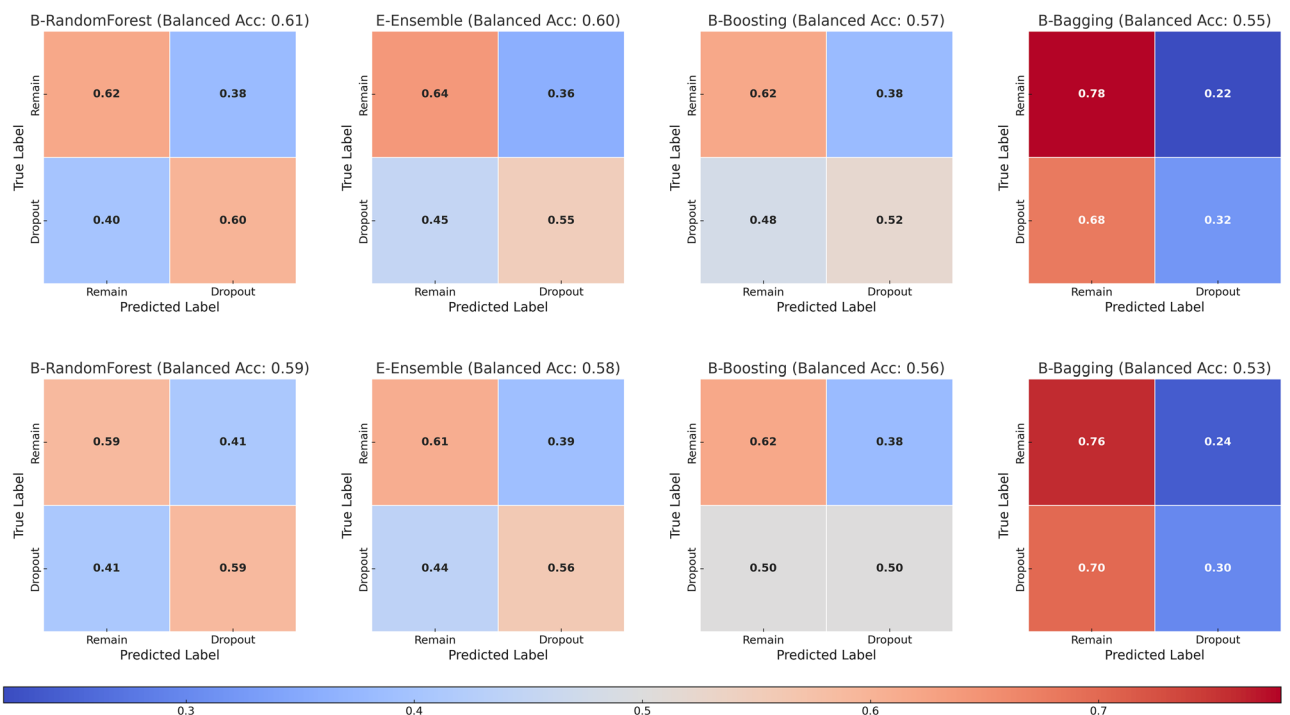 B-RandomForest (Balanced Acc: 0.61)
E-Ensemble (Balanced Acc: 0.60)
B-Boosting (Balanced Acc: 0.57)
B-Bagging (Balanced Acc: 0.55)
True Label
Remain
0.62
0.38
Dropout
0.40
0.60
Remain
Dropout
Predicted Label
True Label
Remain
0.64
0.36
Dropout
0.45
0.55
Remain
Dropout
Predicted Label
True Label
Remain
0.62
0.38
Dropout
0.48
0.52
Remain
Dropout
Predicted Label
True Label
Remain
0.78
0.22
Dropout
0.68
0.32
Remain
Dropout
Predicted Label
B-RandomForest (Balanced Acc: 0.59)
E-Ensemble (Balanced Acc: 0.58)
B-Boosting (Balanced Acc: 0.56)
B-Bagging (Balanced Acc: 0.53)
True Label
Remain
0.59
0.41
Dropout
0.41
0.59
Remain
Dropout
Predicted Label
True Label
Remain
0.61
0.39
Dropout
0.44
0.56
Remain
Dropout
Predicted Label
True Label
Remain
0.62
0.38
Dropout
0.50
0.50
Remain
Dropout
Predicted Label
True Label
Remain
0.76
0.24
Dropout
0.70
0.30
Remain
Dropout
Predicted Label
0.3
0.4
0.5
0.6
0.7